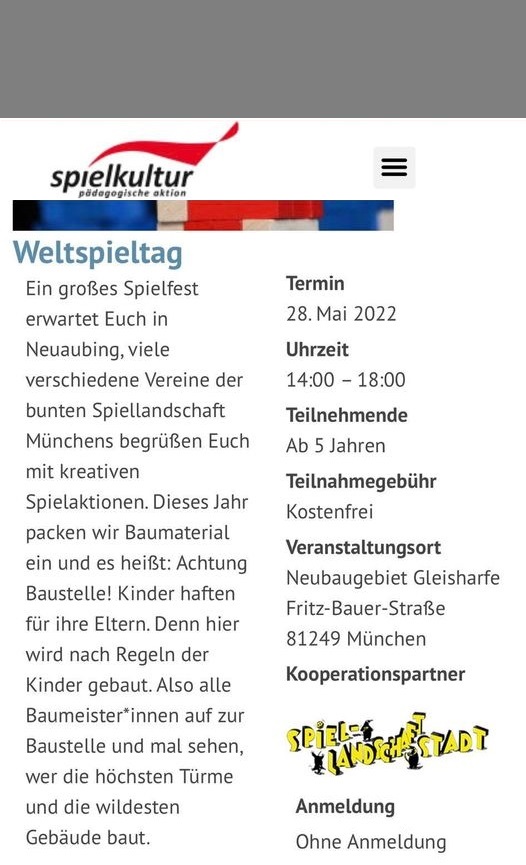 spielkultur
pädagogische aktion
Weltspieltag
Ein großes Spielfest
erwartet Euch in
Neuaubing, viele
verschiedene Vereine der
bunten Spiellandschaft
Münchens begrüßen Euch
mit kreativen
Spielaktionen. Dieses Jahr
packen wir Baumaterial
ein und es heißt: Achtung
Baustelle! Kinder haften
für ihre Eltern. Denn hier
wird nach Regeln der
Kinder gebaut. Also alle
Baumeister*innen auf zur
Baustelle und mal sehen,
wer die höchsten Türme
und die wildesten
Gebäude baut.
Termin
28. Mai 2022
Uhrzeit
14:00 – 18:00
Teilnehmende
Ab 5 Jahren
Teilnahmegebühr
Kostenfrei
Veranstaltungsort
Neubaugebiet Gleisharfe
Fritz-Bauer-Straße
81249 München
Kooperationspartner
SPIEL-
LANDSCHAFT
STADT
Anmeldung
Ohne Anmeldung